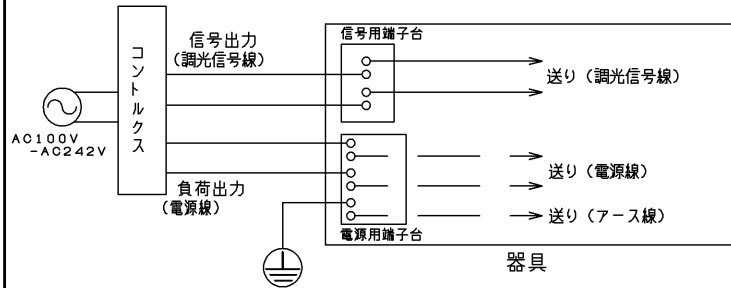 信号出力
(調光信号線)
信号用端子台
送り(調光信号線)
コントルクス
AC100V
-AC242V
負荷出力
(電源線)
送り(電源線)
送り(アース線)
電源用端子台
器具